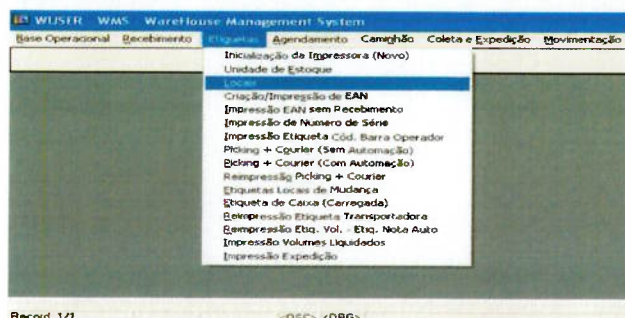 WUSER WMS WareHouse Management System
Base Operacional Recebimento Etiquetas Agendamento Caminhão Coleta e Expedição Movimentação
Inicialização da Impressora (Novo)
Unidade de Estoque
Locais
Criação/Impressão de EAN
Impressão EAN sem Recebimento
Impressão de Numero de Série
Impressão Etiqueta Cód. Barra Operador
Picking + Courier (Sem Automação)
Picking + Courier (Com Automação)
Reimpressão Picking + Courier
Etiquetas Locais de Mudança
Etiqueta de Caixa (Carregada)
Reimpressão Etiqueta Transportadora
Reimpressão Etiq. Vol. - Etiq. Nota Auto
Impressão Volumes Liquidados
Impressão Expedição
Record: 1/1 <OSC> <DBG>